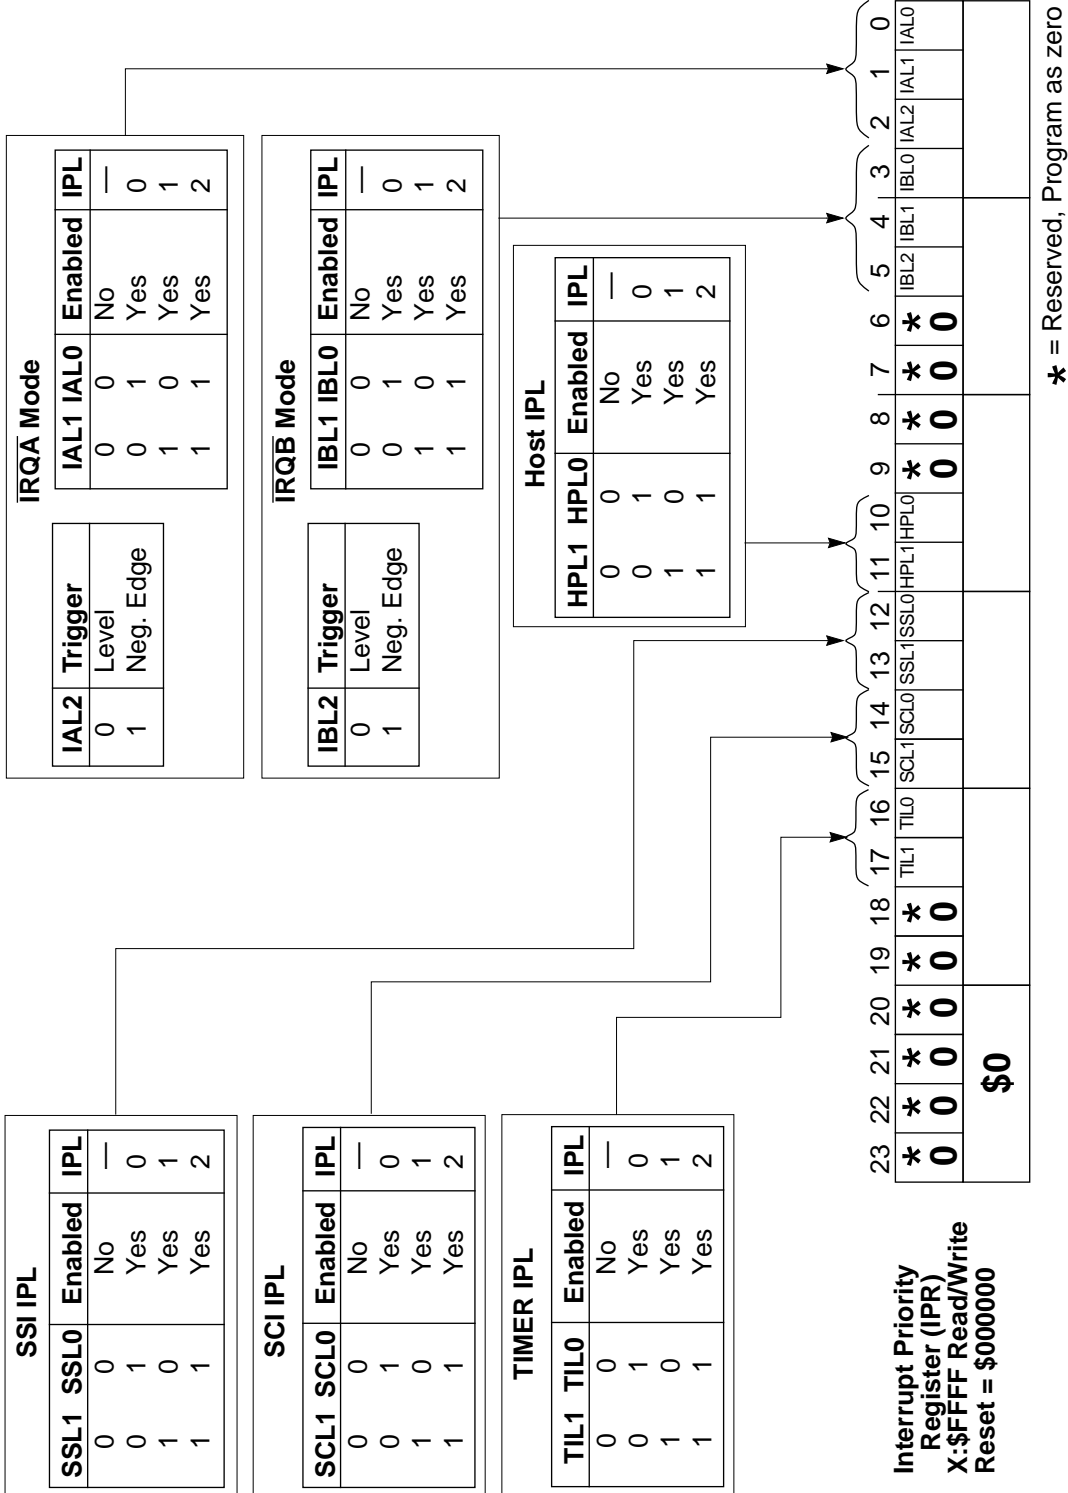 SSI IPL
SSL1 SSL0 Enabled IPL
0 0 No —
0 1 Yes 0
1 0 Yes 1
1 1 Yes 2
SCI IPL
SCL1 SCL0 Enabled IPL
0 0 No —
0 1 Yes 0
1 0 Yes 1
1 1 Yes 2
TIMER IPL
TIL1 TIL0 Enabled IPL
0 0 No —
0 1 Yes 0
1 0 Yes 1
1 1 Yes 2
IRQA Mode
IAL2 Trigger
0 Level
1 Neg. Edge
IAL1 IAL0 Enabled IPL
0 0 No —
0 1 Yes 0
1 0 Yes 1
1 1 Yes 2
IRQB Mode
IBL2 Trigger
0 Level
1 Neg. Edge
IBL1 IBL0 Enabled IPL
0 0 No —
0 1 Yes 0
1 0 Yes 1
1 1 Yes 2
Host IPL
HPL1 HPL0 Enabled IPL
0 0 No —
0 1 Yes 0
1 0 Yes 1
1 1 Yes 2
Interrupt Priority
Register (IPR)
X:$FFFF Read/Write
Reset = $000000
23 22 21 20 19 18 17 16 15 14 13 12 11 10 9 8 7 6 5 4 3 2 1 0
* * * * * * TIL1 TIL0 SCL1 SCL0 SSL1 SSL0 HPL1 HPL0 * * * * IBL2 IBL1 IBL0 IAL2 IAL1 IAL0
0 0 0 0 0 0 0 0 0 0
$0
* = Reserved, Program as zero